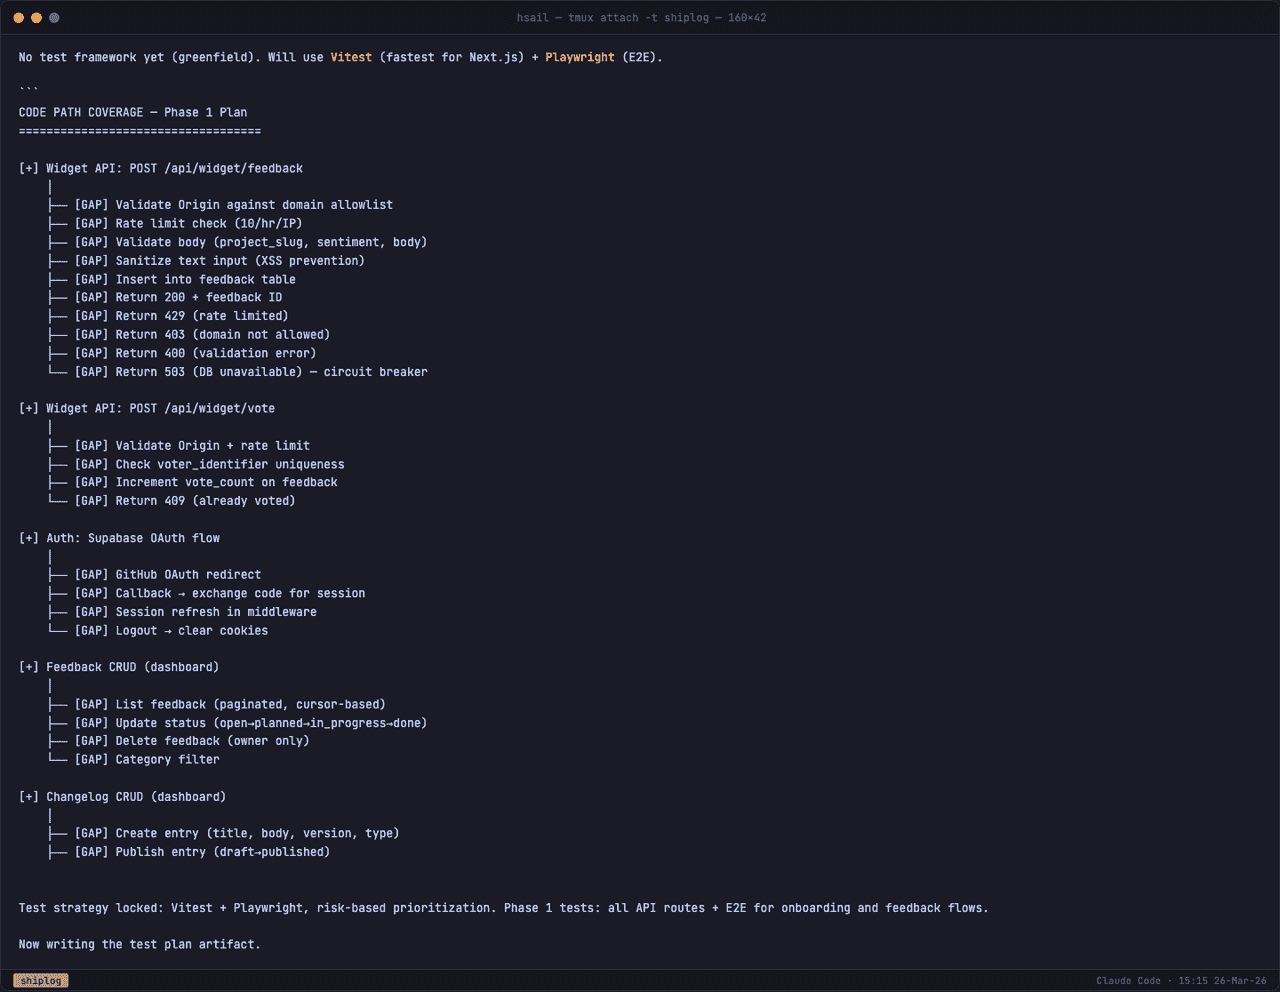 hsail — tmux attach -t shiplog — 160×42
No test framework yet (greenfield). Will use Vitest (fastest for Next.js) + Playwright (E2E).
```
CODE PATH COVERAGE — Phase 1 Plan
===================================
[+] Widget API: POST /api/widget/feedback
│
├── [GAP] Validate Origin against domain allowlist
├── [GAP] Rate limit check (10/hr/IP)
├── [GAP] Validate body (project_slug, sentiment, body)
├── [GAP] Sanitize text input (XSS prevention)
├── [GAP] Insert into feedback table
├── [GAP] Return 200 + feedback ID
├── [GAP] Return 429 (rate limited)
├── [GAP] Return 403 (domain not allowed)
├── [GAP] Return 400 (validation error)
└── [GAP] Return 503 (DB unavailable) — circuit breaker
[+] Widget API: POST /api/widget/vote
│
├── [GAP] Validate Origin + rate limit
├── [GAP] Check voter_identifier uniqueness
├── [GAP] Increment vote_count on feedback
└── [GAP] Return 409 (already voted)
[+] Auth: Supabase OAuth flow
│
├── [GAP] GitHub OAuth redirect
├── [GAP] Callback → exchange code for session
├── [GAP] Session refresh in middleware
└── [GAP] Logout → clear cookies
[+] Feedback CRUD (dashboard)
│
├── [GAP] List feedback (paginated, cursor-based)
├── [GAP] Update status (open→planned→in_progress→done)
├── [GAP] Delete feedback (owner only)
└── [GAP] Category filter
[+] Changelog CRUD (dashboard)
│
├── [GAP] Create entry (title, body, version, type)
├── [GAP] Publish entry (draft→published)
Test strategy locked: Vitest + Playwright, risk-based prioritization. Phase 1 tests: all API routes + E2E for onboarding and feedback flows.
Now writing the test plan artifact.
shiplog
Claude Code · 15:15 26-Mar-26